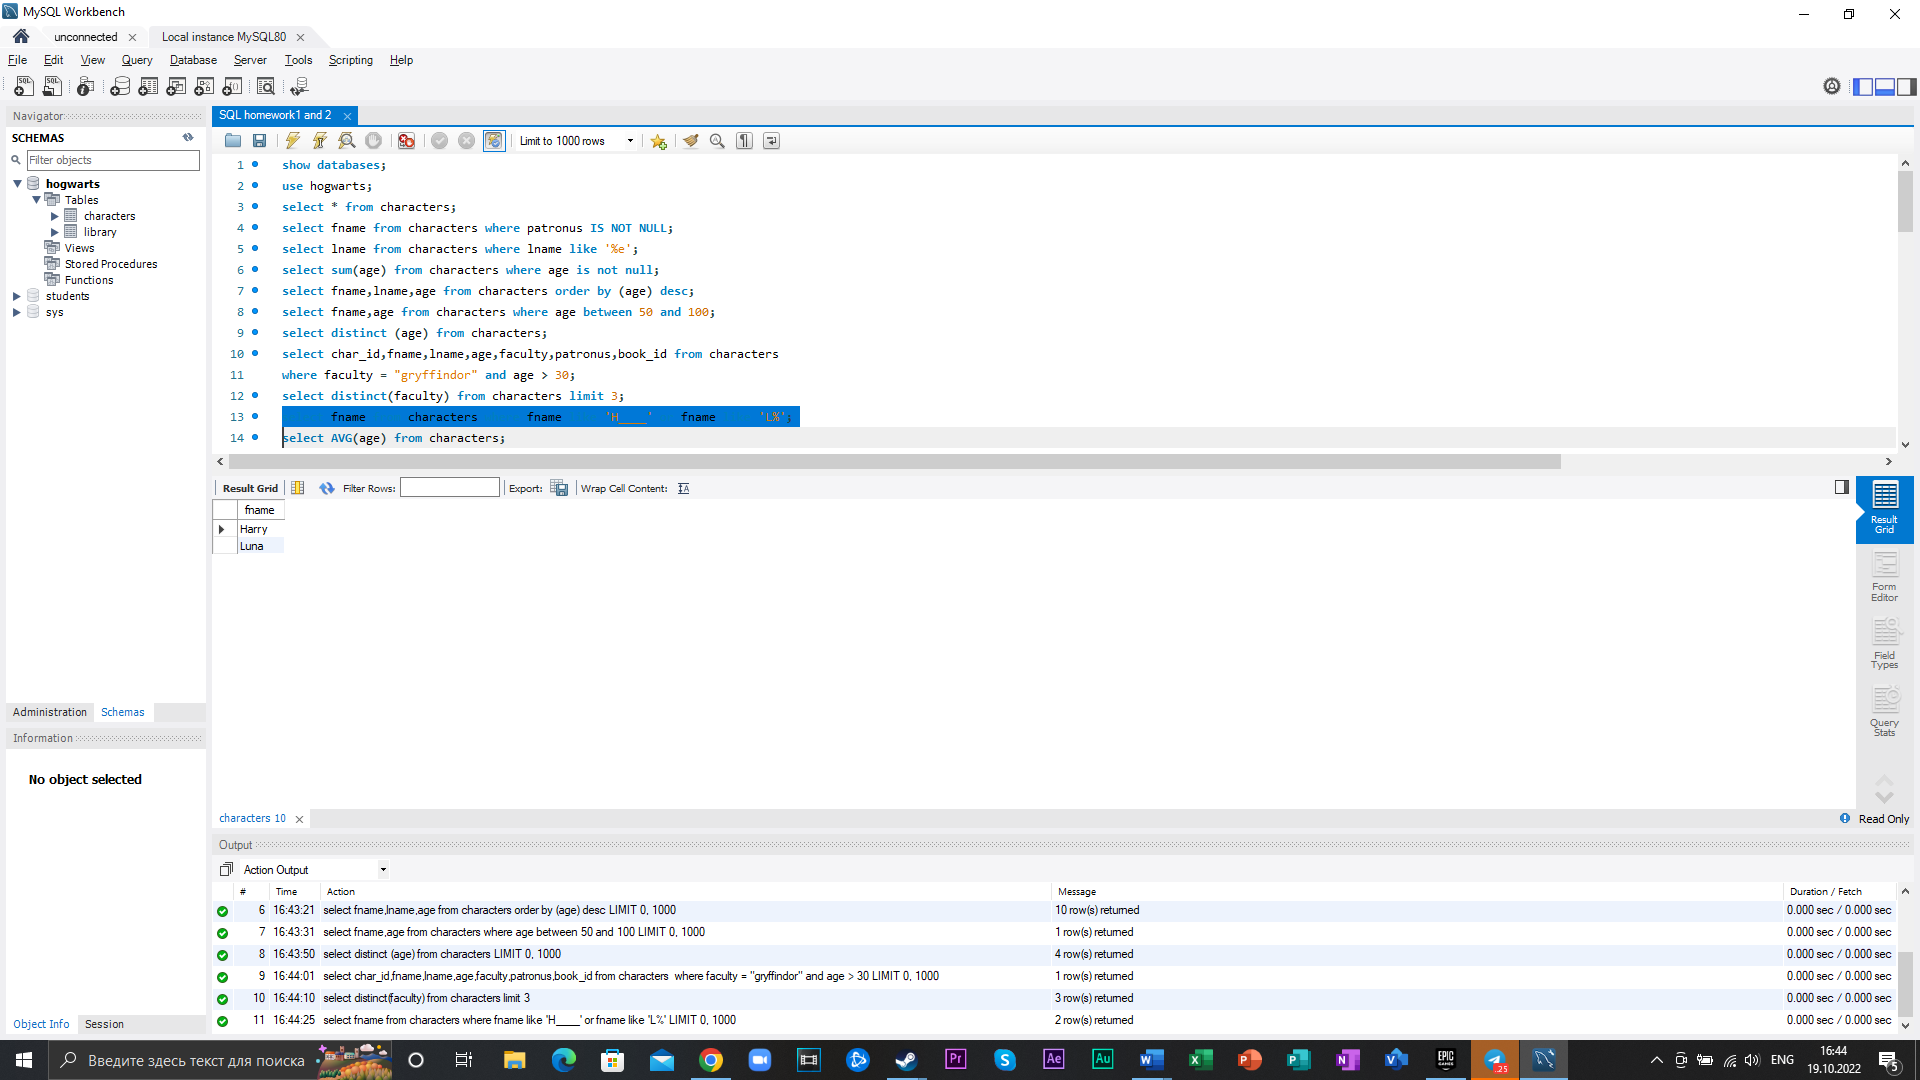 MySQL Workbench
unconnected
Local instance MySQL80
File Edit View Query Database Server Tools Scripting Help
Navigator
SCHEMAS
Filter objects
hogwarts
Tables
characters
library
Views
Stored Procedures
Functions
students
sys
Administration Schemas
Information
No object selected
Object Info Session
SQL homework1 and 2
Limit to 1000 rows
1 show databases;
2 use hogwarts;
3 select * from characters;
4 select fname from characters where patronus IS NOT NULL;
5 select lname from characters where lname like '%e';
6 select sum(age) from characters where age is not null;
7 select fname,lname,age from characters order by (age) desc;
8 select fname,age from characters where age between 50 and 100;
9 select distinct (age) from characters;
10 select char_id,fname,lname,age,faculty,patronus,book_id from characters
11 where faculty = "gryffindor" and age > 30;
12 select distinct(faculty) from characters limit 3;
13 fname characters fname 'H____' fname 'L%';
14 select AVG(age) from characters;
Result Grid Filter Rows: Export: Wrap Cell Content:
fname
Harry
Luna
Result
Grid
Form
Editor
Field
Types
Query
Stats
characters 10
Read Only
Output
Action Output
# Time Action Message Duration / Fetch
6 16:43:21 select fname,lname,age from characters order by (age) desc LIMIT 0, 1000 10 row(s) returned 0.000 sec / 0.000 sec
7 16:43:31 select fname,age from characters where age between 50 and 100 LIMIT 0, 1000 1 row(s) returned 0.000 sec / 0.000 sec
8 16:43:50 select distinct (age) from characters LIMIT 0, 1000 4 row(s) returned 0.000 sec / 0.000 sec
9 16:44:01 select char_id,fname,lname,age,faculty,patronus,book_id from characters where faculty = "gryffindor" and age > 30 LIMIT 0, 1000 1 row(s) returned 0.000 sec / 0.000 sec
10 16:44:10 select distinct(faculty) from characters limit 3 3 row(s) returned 0.000 sec / 0.000 sec
11 16:44:25 select fname from characters where fname like 'H____' or fname like 'L%' LIMIT 0, 1000 2 row(s) returned 0.000 sec / 0.000 sec
Введите здесь текст для поиска
Pr
Ae
Au
EPIC
GAMES
25
ENG
16:44
19.10.2022
5